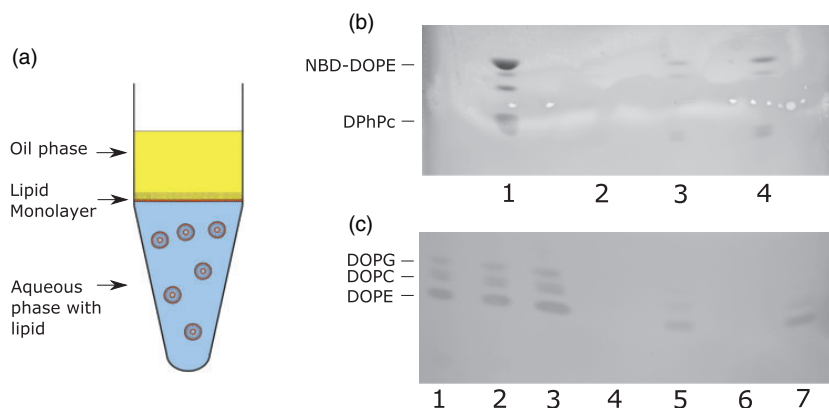 (a)
Oil phase
Lipid
Monolayer
Aqueous
phase with
lipid
(b)
NBD-DOPE
DPhPc
1 2 3 4
(c)
DOPG
DOPC
DOPE
1 2 3 4 5 6 7